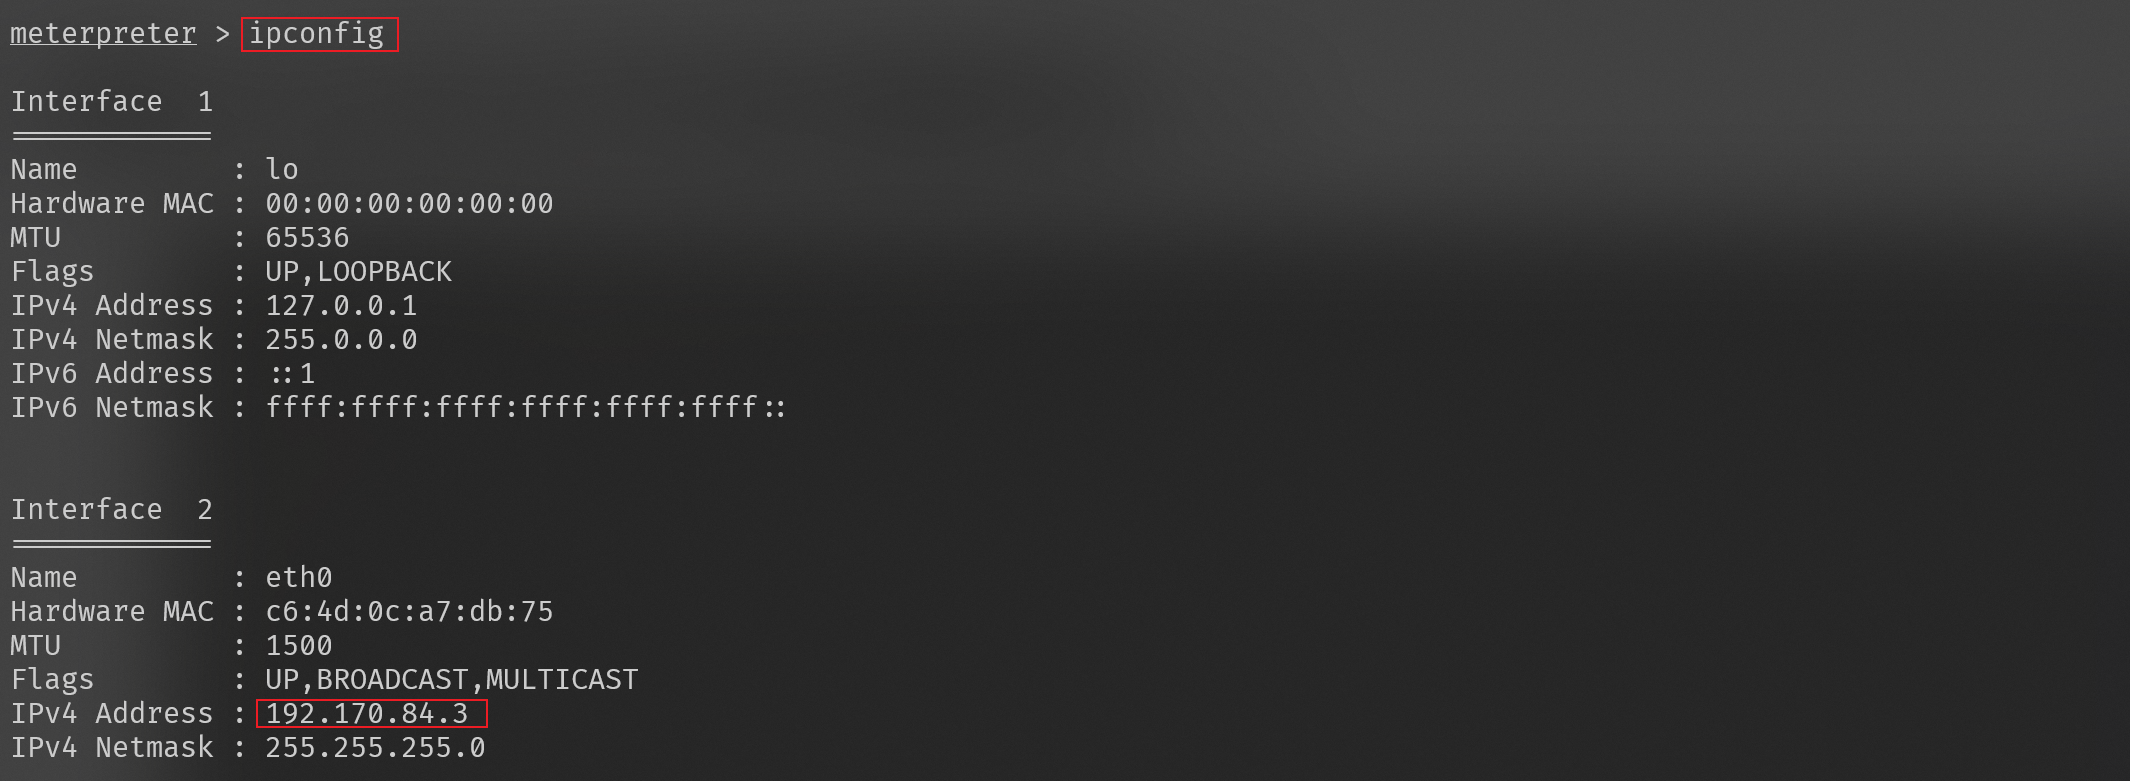 meterpreter > ipconfig
Interface  1
============
Name         : lo
Hardware MAC : 00:00:00:00:00:00
MTU          : 65536
Flags        : UP,LOOPBACK
IPv4 Address : 127.0.0.1
IPv4 Netmask : 255.0.0.0
IPv6 Address : ::1
IPv6 Netmask : ffff:ffff:ffff:ffff:ffff:ffff::
Interface  2
============
Name         : eth0
Hardware MAC : c6:4d:0c:a7:db:75
MTU          : 1500
Flags        : UP,BROADCAST,MULTICAST
IPv4 Address : 192.170.84.3
IPv4 Netmask : 255.255.255.0